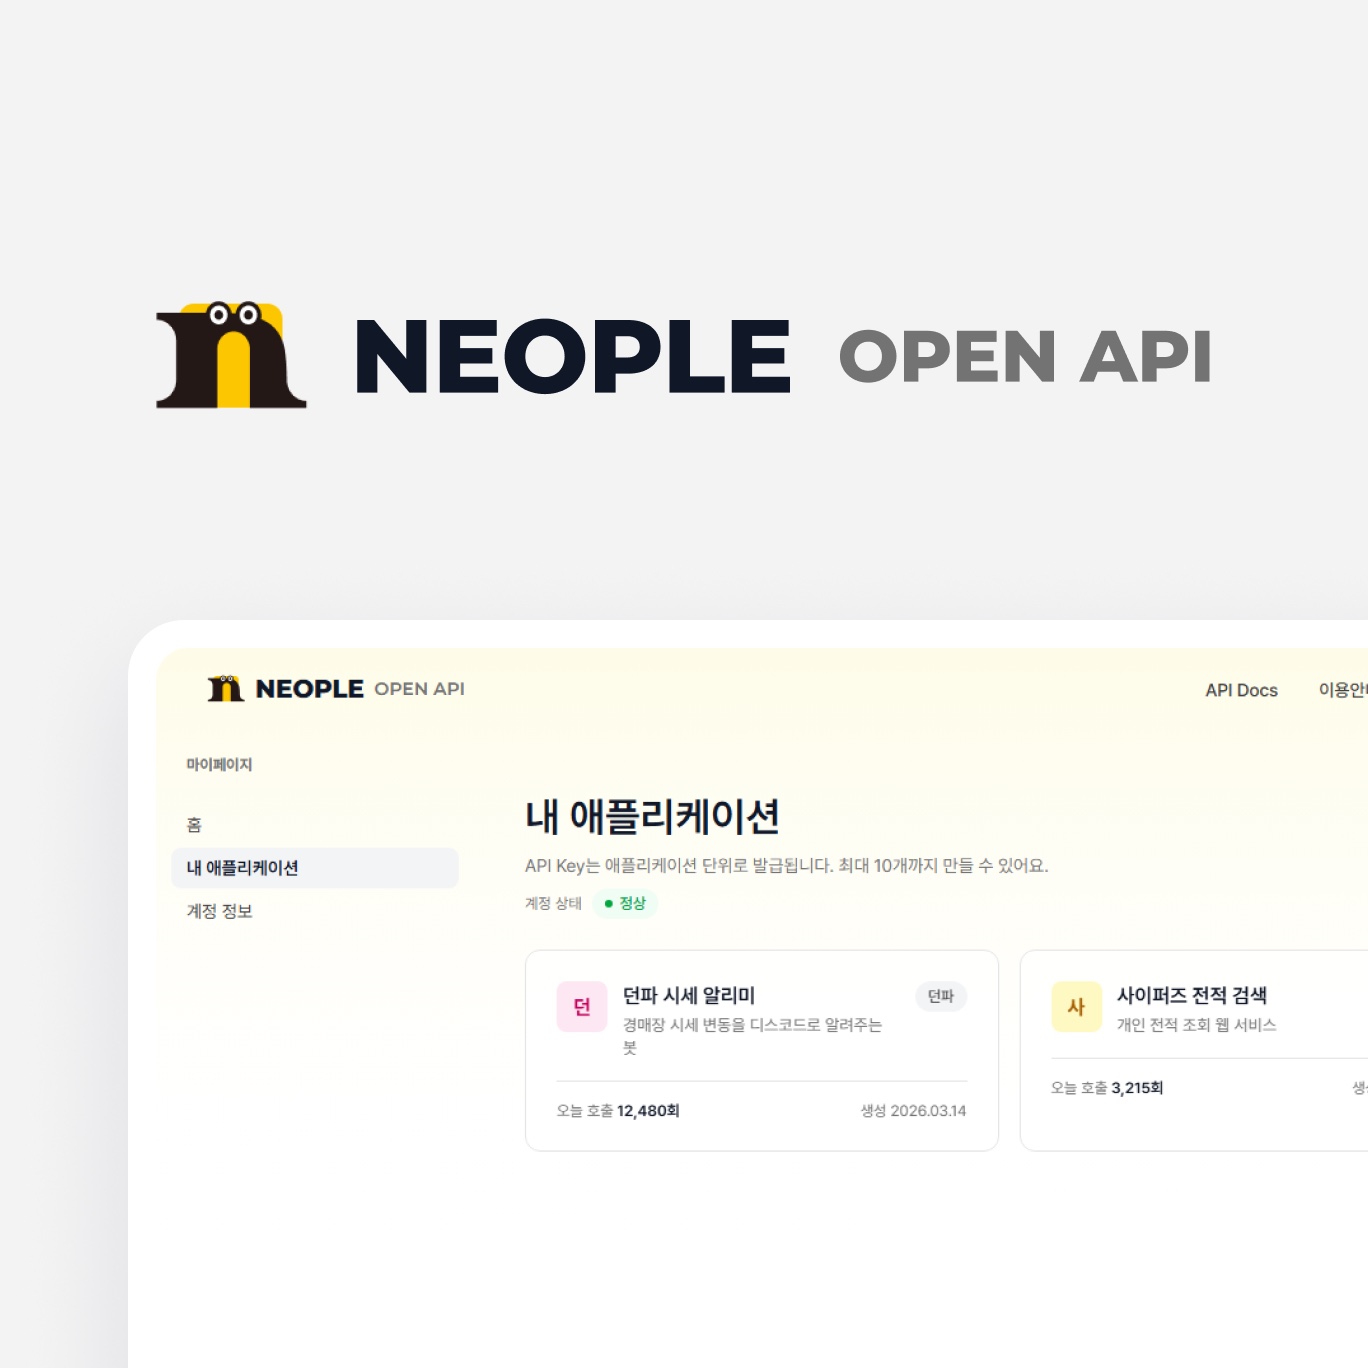 NEOPLE OPEN API
NEOPLE OPEN API
API Docs
마이페이지
홈
내 애플리케이션
계정 정보
내 애플리케이션
API Key는 애플리케이션 단위로 발급됩니다. 최대 10개까지 만들 수 있어요.
계정 상태 정상
던
던파 시세 알리미
던파
경매장 시세 변동을 디스코드로 알려주는
봇
오늘 호출 12,480회
생성 2026.03.14
사
사이퍼즈 전적 검색
개인 전적 조회 웹 서비스
오늘 호출 3,215회